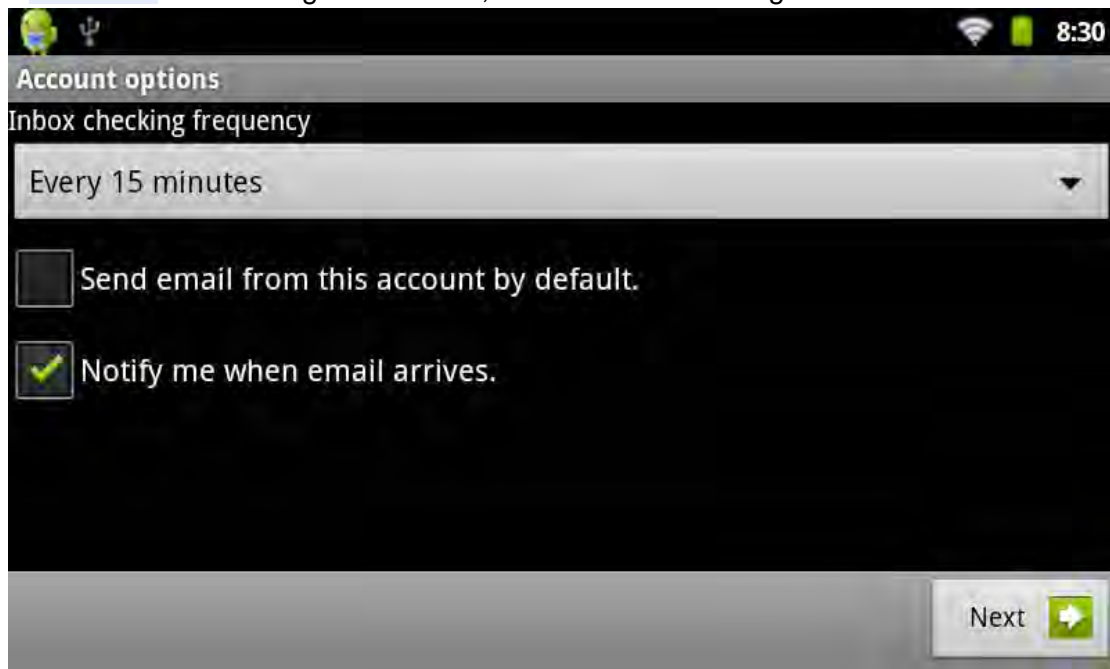 8:30
Account options
Inbox checking frequency
Every 15 minutes
Send email from this account by default.
Notify me when email arrives.
Next